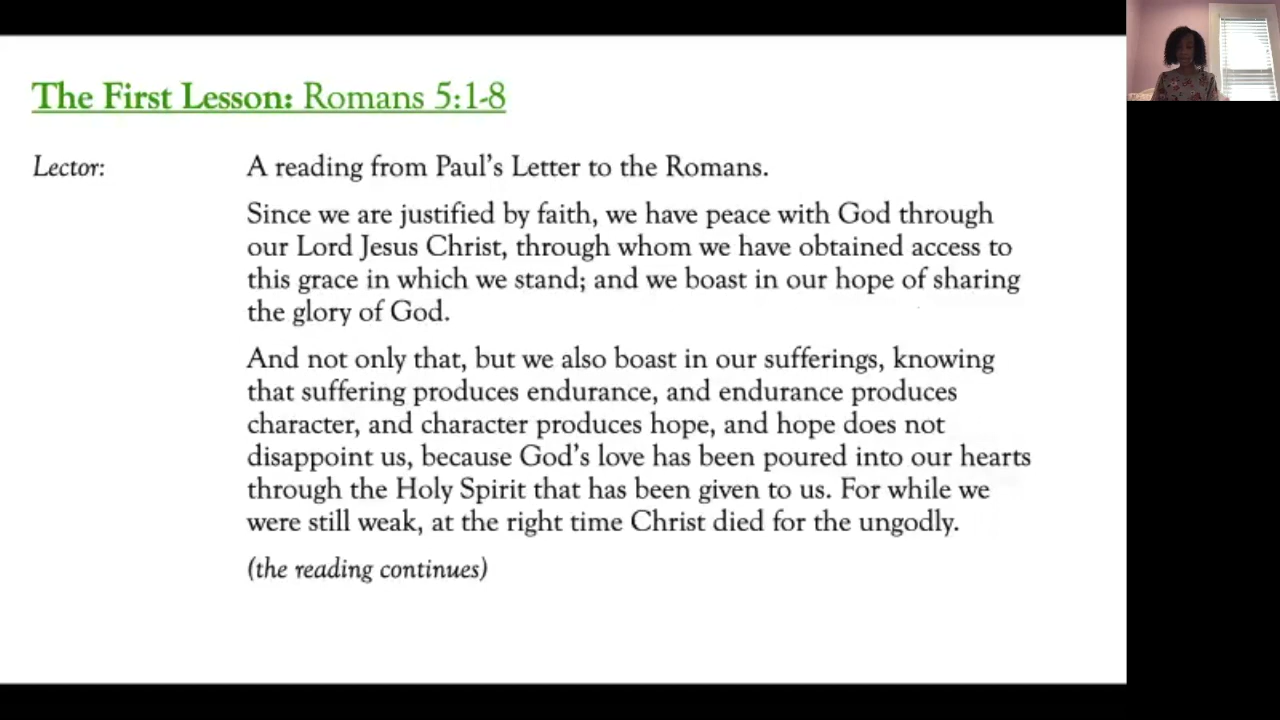 The First Lesson: Romans 5:1-8
Lector:
A reading from Paul's Letter to the Romans.
Since we are justified by faith, we have peace with God through
our Lord Jesus Christ, through whom we have obtained access to
this grace in which we stand; and we boast in our hope of sharing
the glory of God.
And not only that, but we also boast in our sufferings, knowing
that suffering produces endurance, and endurance produces
character, and character produces hope, and hope does not
disappoint us, because God's love has been poured into our hearts
through the Holy Spirit that has been given to us. For while we
were still weak, at the right time Christ died for the ungodly.
(the reading continues)